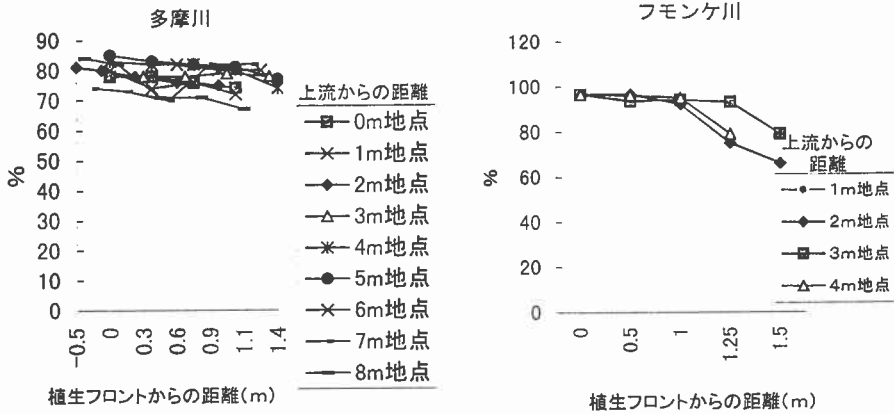 多摩川
90
80
70
60
50
40
30
20
10
0
%
-0.5
0
0.3
0.6
0.9
1.1
1.4
植生フロントからの距離(m)
上流からの距離
0m地点
1m地点
2m地点
3m地点
4m地点
5m地点
6m地点
7m地点
8m地点
フモンケ川
120
100
80
60
40
20
0
%
0
0.5
1
1.25
1.5
植生フロントからの距離(m)
上流からの
距離
1m地点
2m地点
3m地点
4m地点